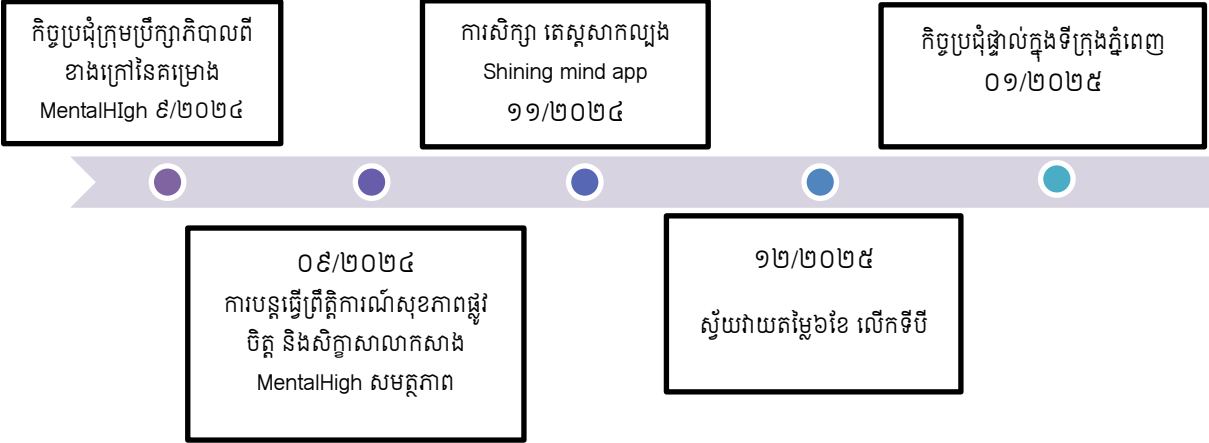 កិច្ចប្រជុំក្រុមប្រឹក្សាភិបាលពី
ខាងក្រៅនៃគម្រោង
MentalHIgh ៩/២០២៤
ការសិក្សា តេស្តសាកល្បង
Shining mind app
១១/២០២៤
កិច្ចប្រជុំផ្ទាល់ក្នុងទីក្រុងភ្នំពេញ
០១/២០២៥
០៩/២០២៤
ការបន្តធ្វើព្រឹត្តិការណ៍សុខភាពផ្លូវ
ចិត្ត និងសិក្ខាសាលាកសាង
MentalHigh សមត្ថភាព
១២/២០២៥
ស្វ័យវាយតម្លៃ៦ខែ លើកទីបី